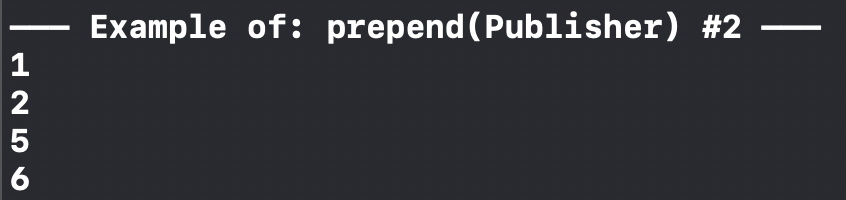 ——— Example of: prepend(Publisher) #2 ———
1
2
5
6